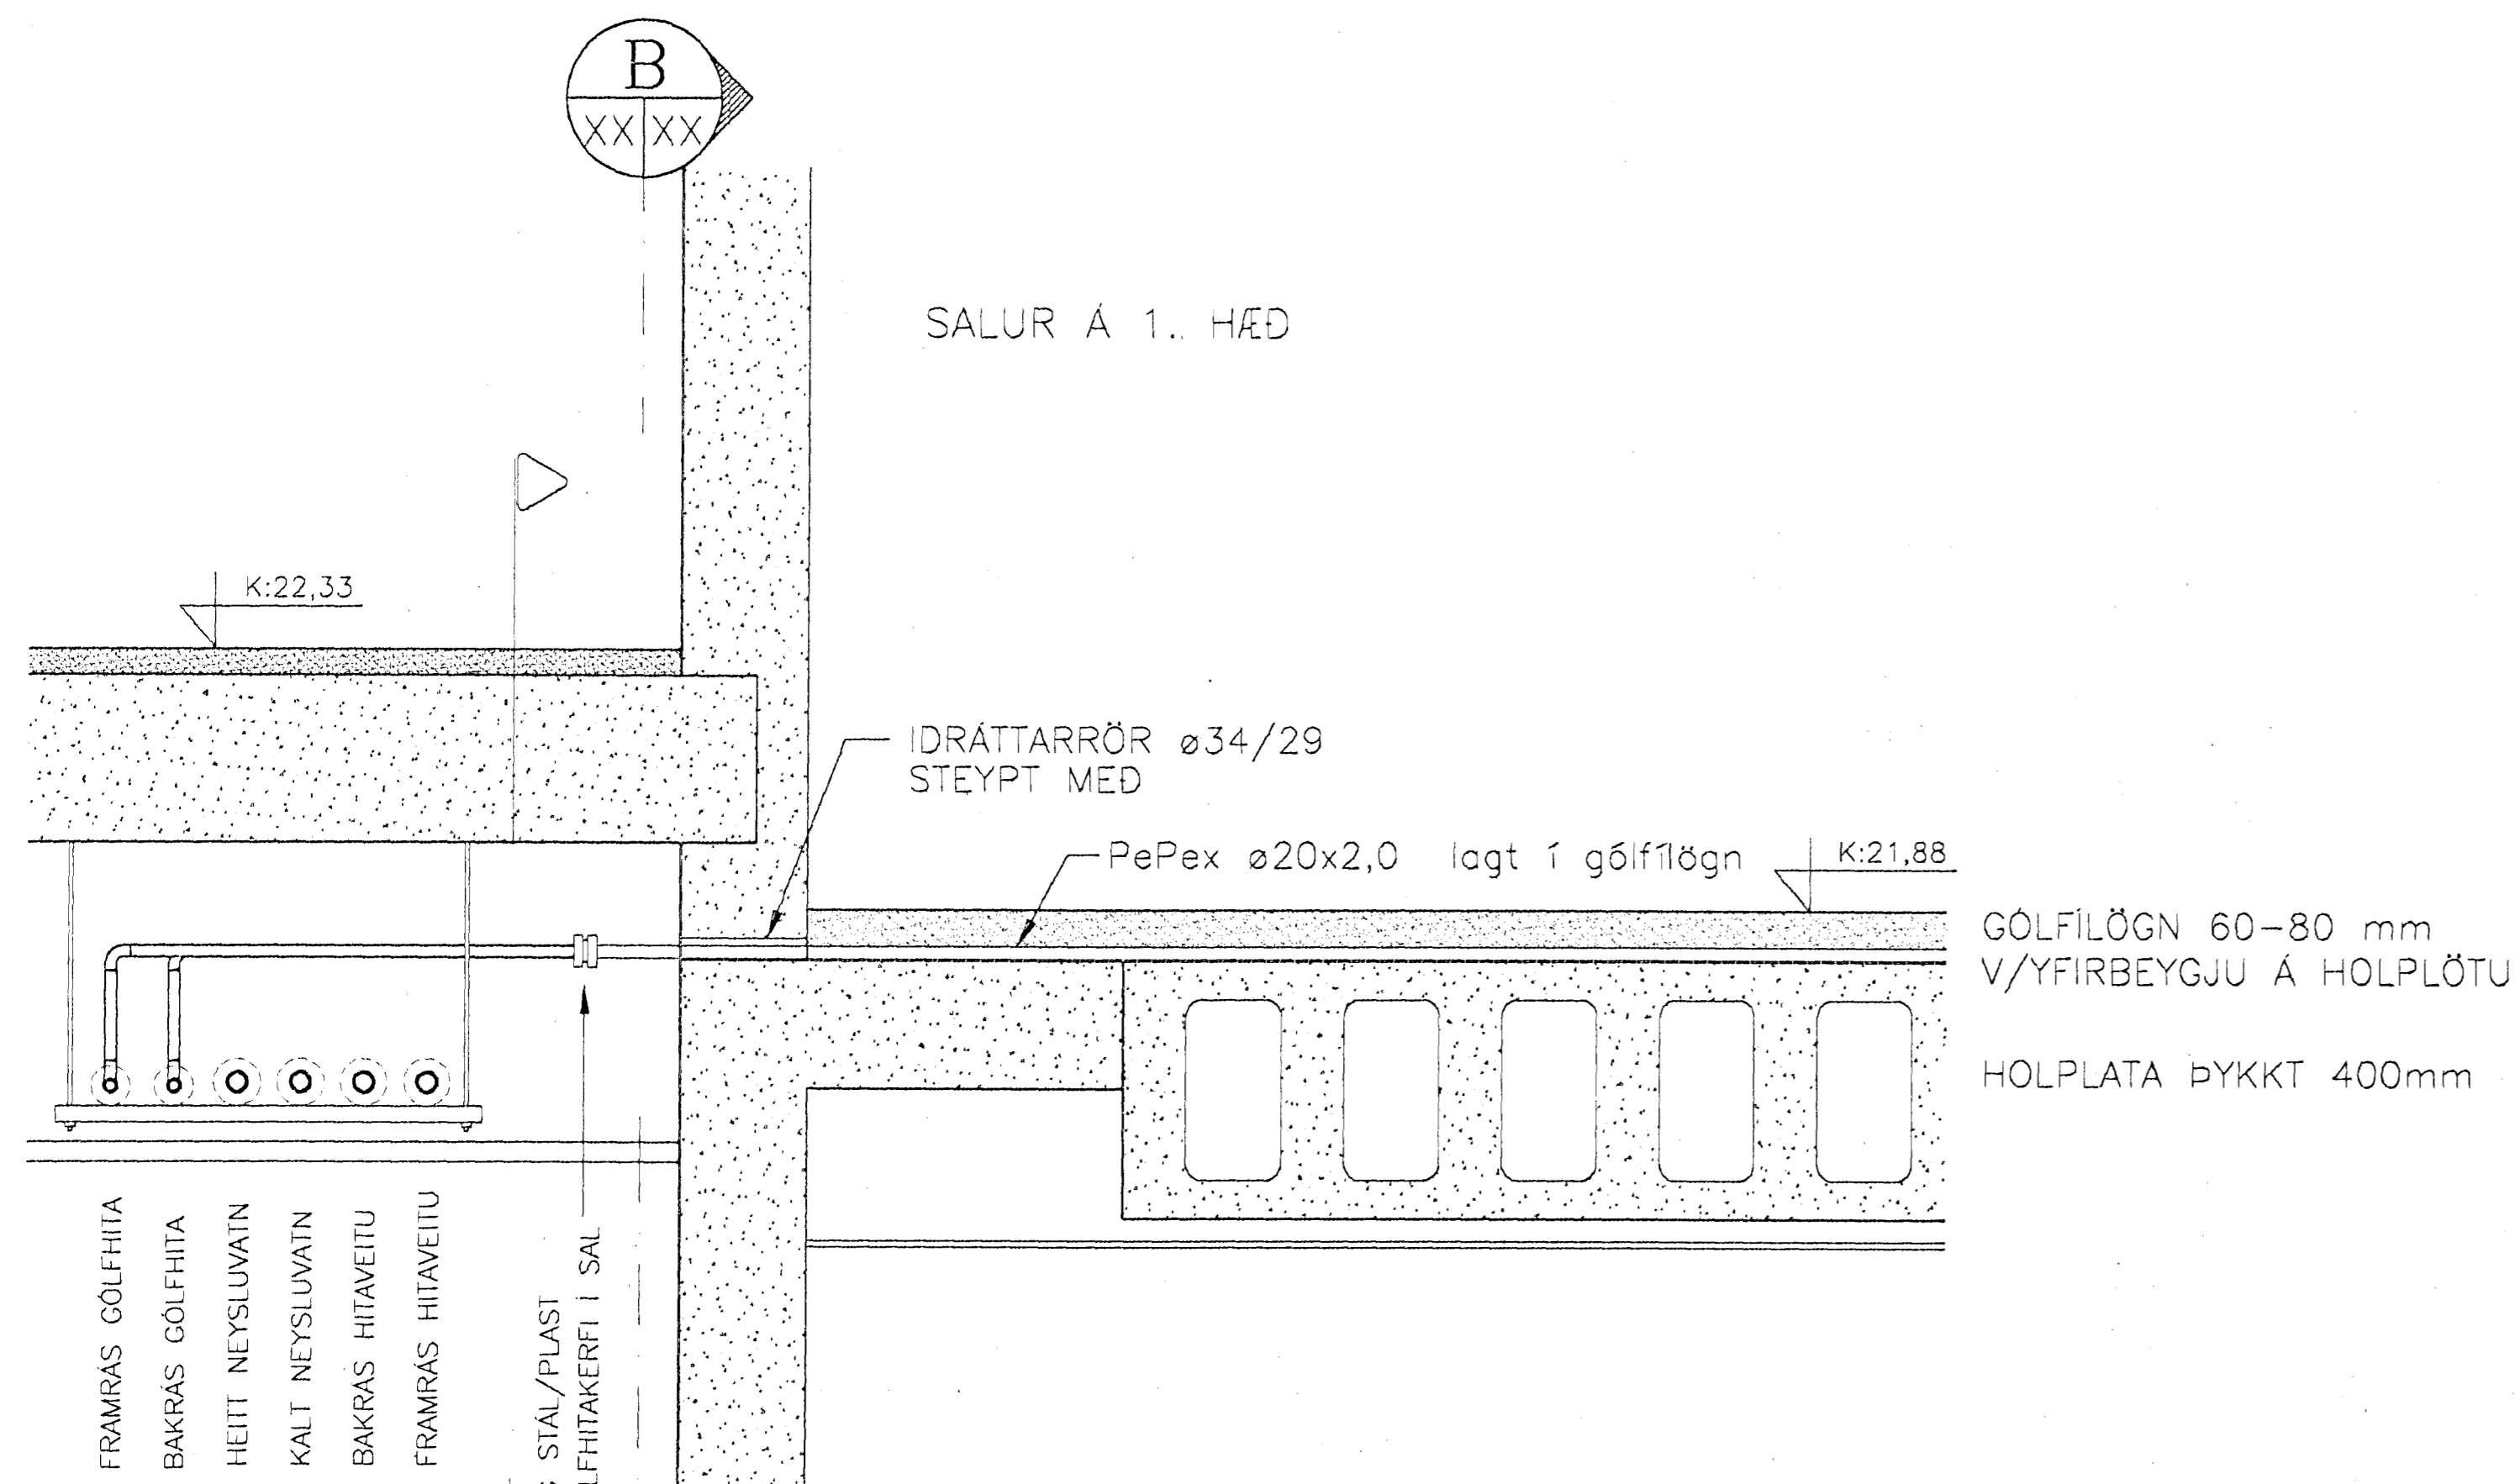 B
XX XX
SALUR Á 1.. HÆÐ
K:22,33
IDRÁTTARRÖR ø34/29
STEYPT MEÐ
PePex ø20x2,0 lagt í gólfílögn
K:21,88
GÓLFÍLÖGN 60-80 mm
V/YFIRBEYGJU Á HOLPLÖTU
HOLPLATA ÞYKKT 400mm
FRAMRÁS GÓLFHITA
BAKRÁS GÓLFHITA
HEITT NEYSLUVATN
KALT NEYSLUVATN
BAKRÁS HITAVEITU
FRAMRÁS HITAVEITU
STÁL/PLAST
LFHITAKERFI Í SAL